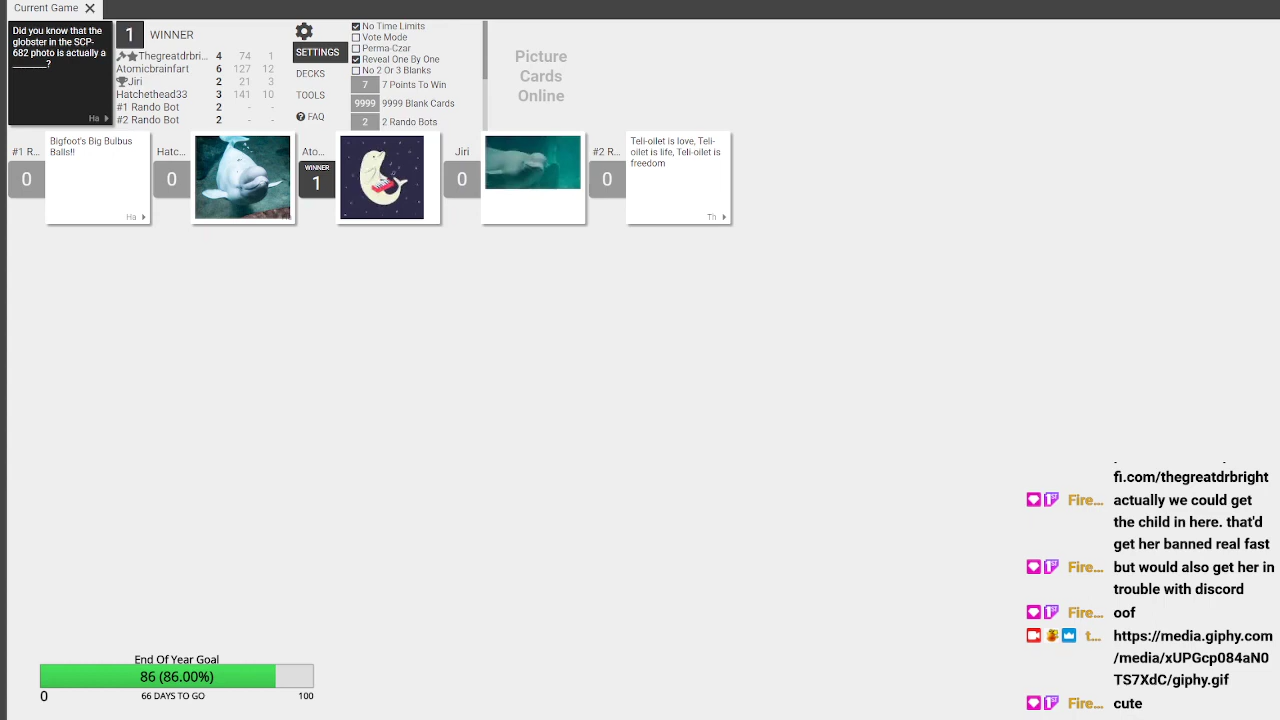 Current Game
Did you know that the
globster in the SCP-
682 photo is actually a
______?
Ha
1 WINNER
Thegreatdrbri... 4 74 1
Atomicbrainfart 6 127 12
Jiri 2 21 3
Hatchethead33 3 141 10
#1 Rando Bot 2 - -
#2 Rando Bot 2 - -
SETTINGS
DECKS
TOOLS
FAQ
No Time Limits
Vote Mode
Perma-Czar
Reveal One By One
No 2 Or 3 Blanks
7 7 Points To Win
9999 9999 Blank Cards
2 2 Rando Bots
Picture
Cards
Online
#1 R...
0
Bigfoot's Big Bulbus
Balls!!
Ha
Hatc...
0
Ato...
WINNER
1
Jiri
0
#2 R...
0
Teli-oilet is love, Teli-
oilet is life, Teli-oilet is
freedom
Th
fi.com/thegreatdrbright
Fire... actually we could get
the child in here. that'd
get her banned real fast
Fire... but would also get her in
trouble with discord
Fire... oof
t... https://media.giphy.com
/media/xUPGcp084aN0
TS7XdC/giphy.gif
Fire... cute
End Of Year Goal
86 (86.00%)
0 66 DAYS TO GO 100